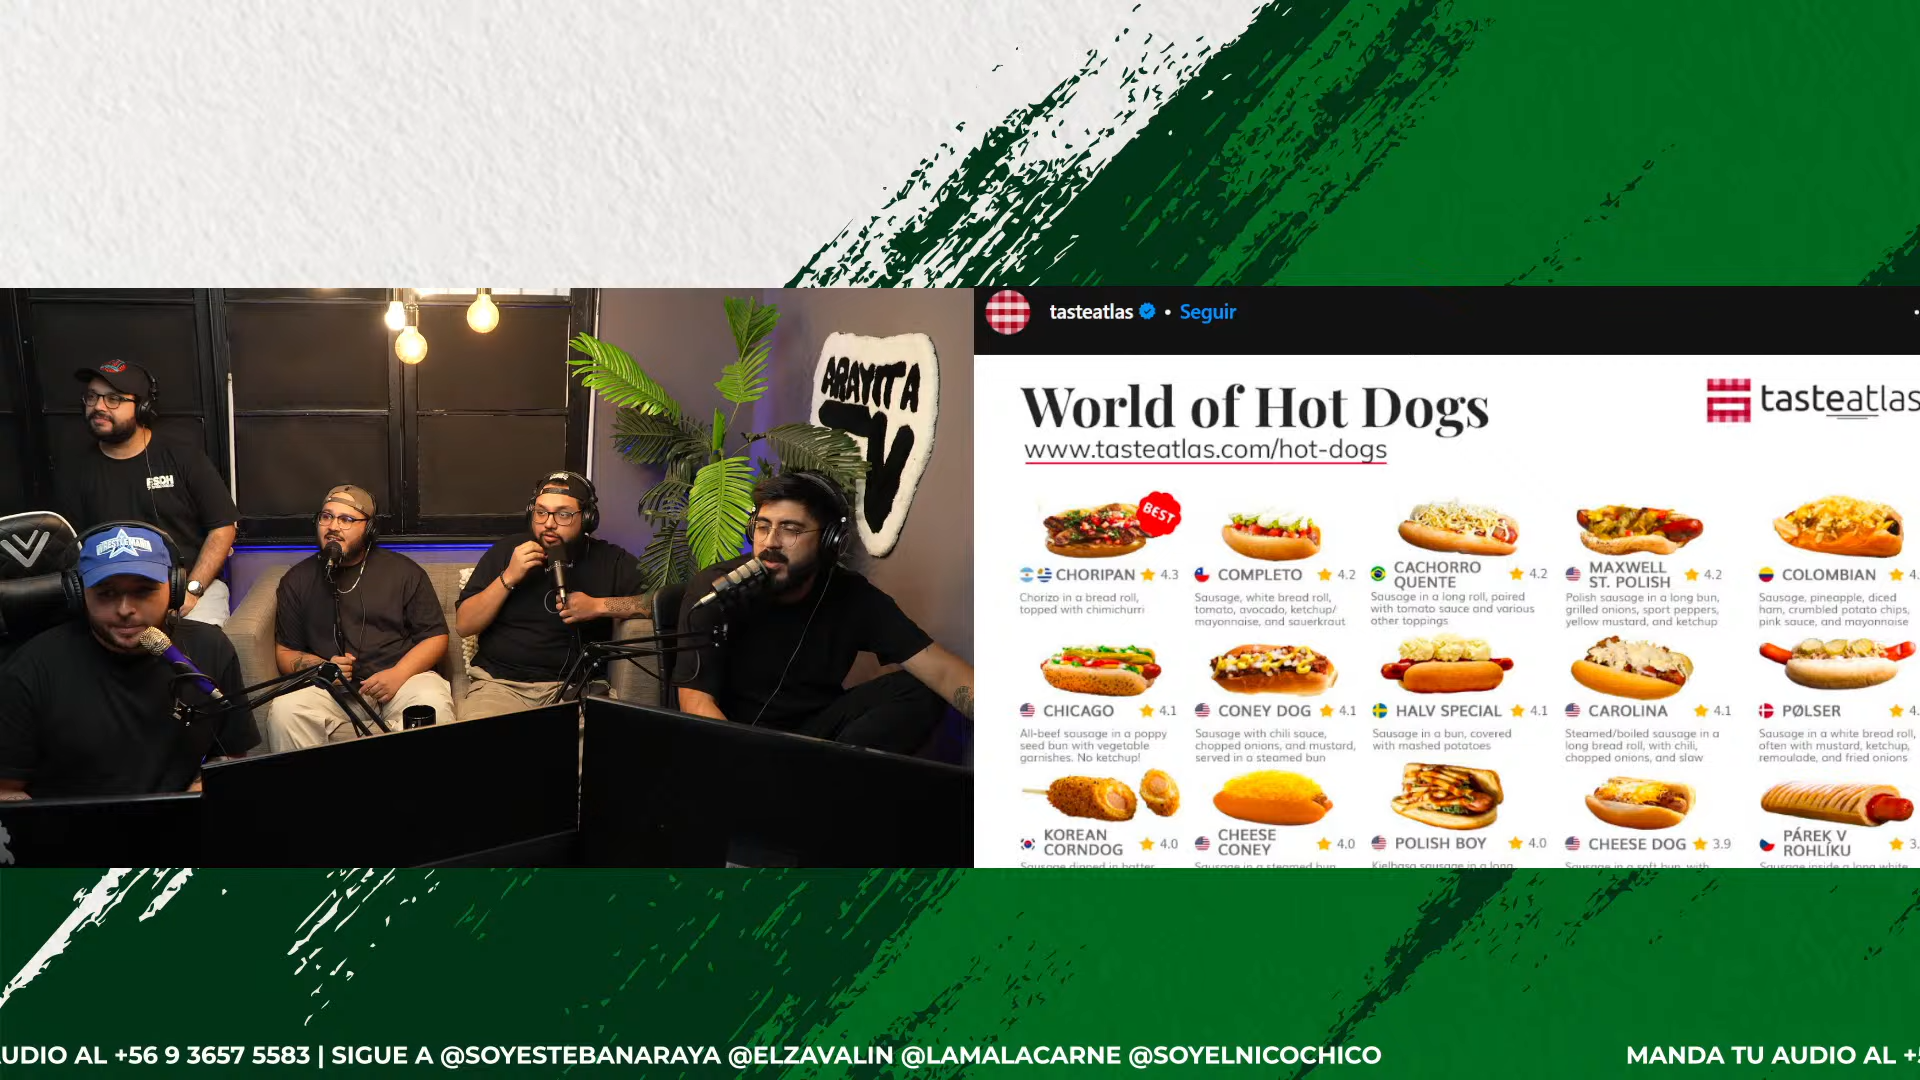 tasteatlas • Seguir
World of Hot Dogs
tasteatlas
www.tasteatlas.com/hot-dogs
ARAYITA
TV
BEST
CHORIPAN 4.3
Chorizo in a bread roll,
topped with chimichurri
COMPLETO 4.2
Sausage, white bread roll,
tomato, avocado, ketchup/
mayonnaise, and sauerkraut
CACHORRO
QUENTE 4.2
Sausage in a long roll, paired
with tomato sauce and various
other toppings
MAXWELL
ST. POLISH 4.2
Polish sausage in a long bun,
grilled onions, sport peppers,
yellow mustard, and ketchup
COLOMBIAN
Sausage, pineapple, diced
ham, crumbled potato chips,
pink sauce, and mayonnaise
CHICAGO 4.1
All-beef sausage in a poppy
seed bun with vegetable
garnishes. No ketchup!
CONEY DOG 4.1
Sausage with chili sauce,
chopped onions, and mustard,
served in a steamed bun
HALV SPECIAL 4.1
Sausage in a bun, covered
with mashed potatoes
CAROLINA 4.1
Steamed/boiled sausage in a
long bread roll, with chili,
chopped onions, and slaw
PØLSER
Sausage in a white bread roll,
often with mustard, ketchup,
remoulade, and fried onions
KOREAN
CORNDOG 4.0
CHEESE
CONEY 4.0
POLISH BOY 4.0
CHEESE DOG 3.9
PÁREK V
ROHLÍKU
UDIO AL +56 9 3657 5583 | SIGUE A @SOYESTEBANARAYA @ELZAVALIN @LAMALACARNE @SOYELNICOCHICO
MANDA TU AUDIO AL +5